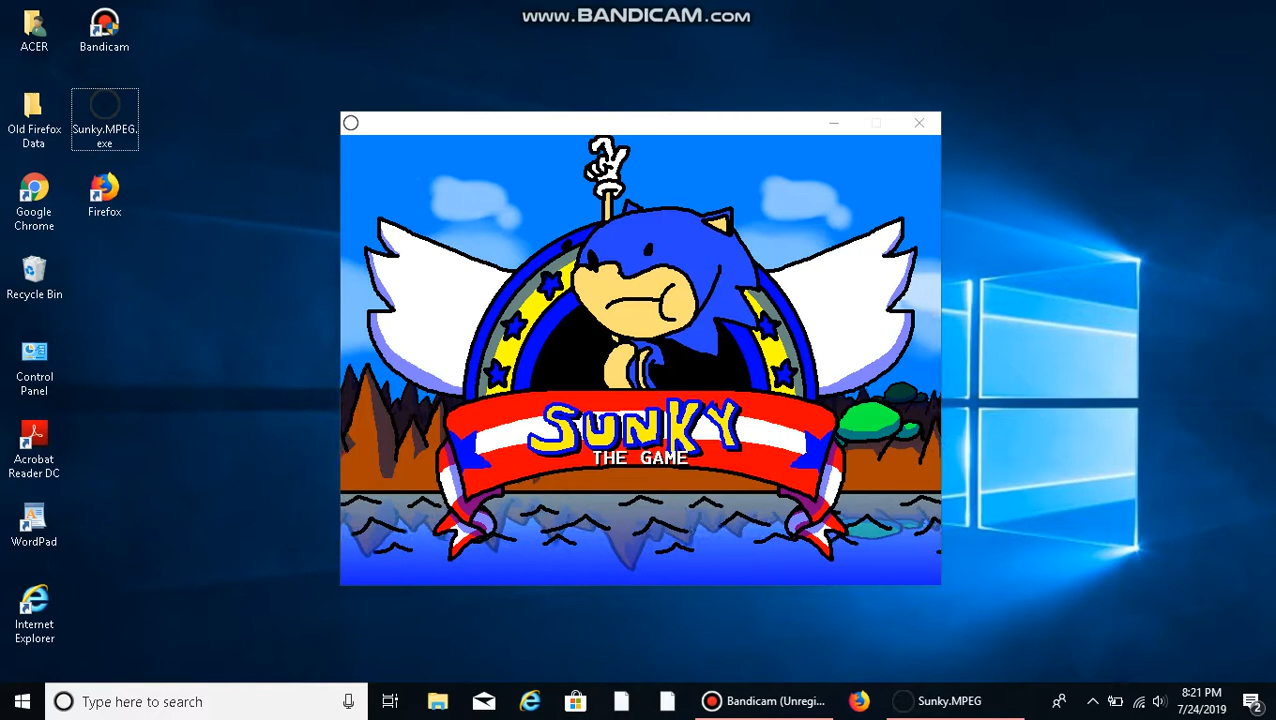 www.BANDICAM.com
ACER
Bandicam
Old Firefox
Data
Sunky.MPEG.
exe
Google
Chrome
Firefox
Recycle Bin
Control
Panel
Acrobat
Reader DC
WordPad
Internet
Explorer
SUNKY
THE GAME
Type here to search
Bandicam (Unregi...
Sunky.MPEG
8:21 PM
7/24/2019
2